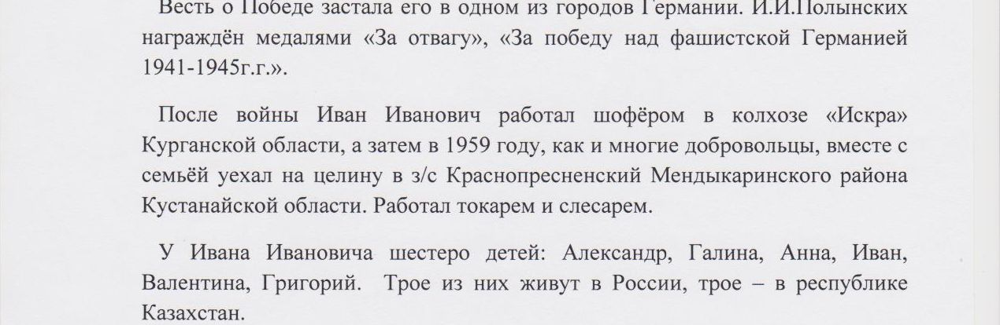 Весть о Победе застала его в одном из городов Германии. И.И.Полынских
награждён медалями «За отвагу», «За победу над фашистской Германией
1941-1945г.г.».
После войны Иван Иванович работал шофёром в колхозе «Искра»
Курганской области, а затем в 1959 году, как и многие добровольцы, вместе с
семьёй уехал на целину в з/с Краснопресненский Мендыкаринского района
Кустанайской области. Работал токарем и слесарем.
У Ивана Ивановича шестеро детей: Александр, Галина, Анна, Иван,
Валентина, Григорий. Трое из них живут в России, трое – в республике
Казахстан.